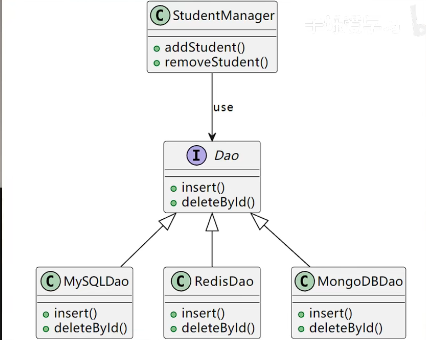 C StudentManager
addStudent()
removeStudent()
use
I Dao
insert()
deleteById()
C MySQLDao
insert()
deleteById()
C RedisDao
insert()
deleteById()
C MongoDBDao
insert()
deleteById()